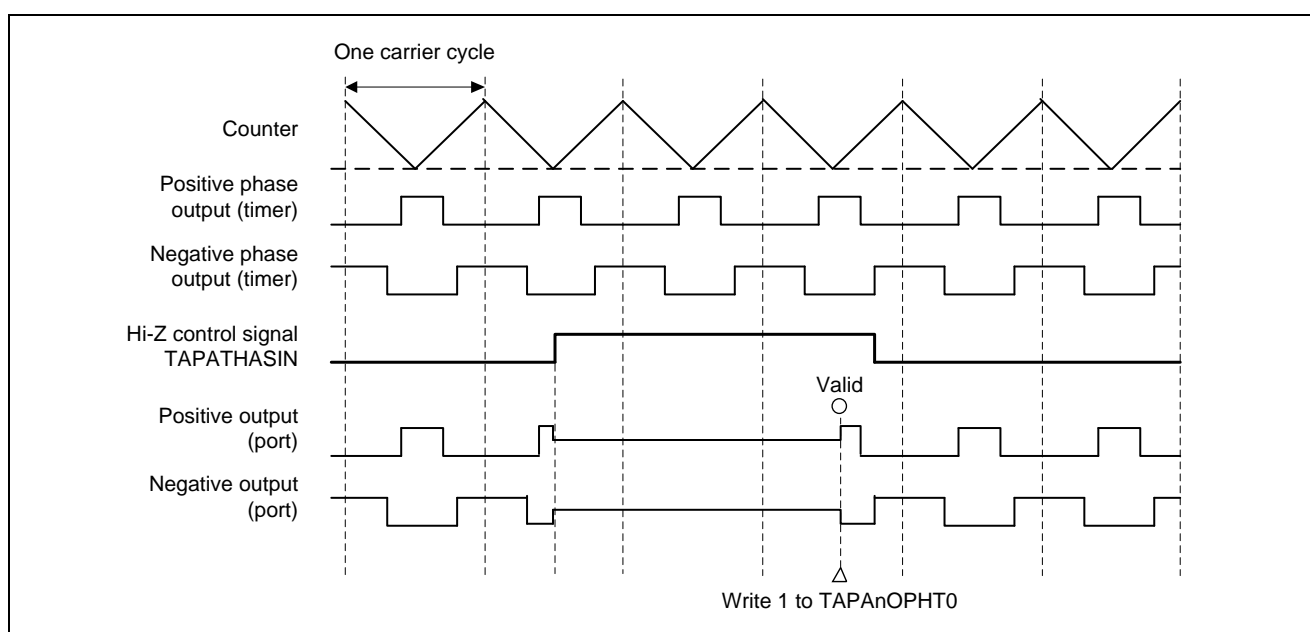 One carrier cycle
Counter
Positive phase
output (timer)
Negative phase
output (timer)
Hi-Z control signal
TAPATHASIN
Valid
Positive output
(port)
Negative output
(port)
Write 1 to TAPAnOPHT0